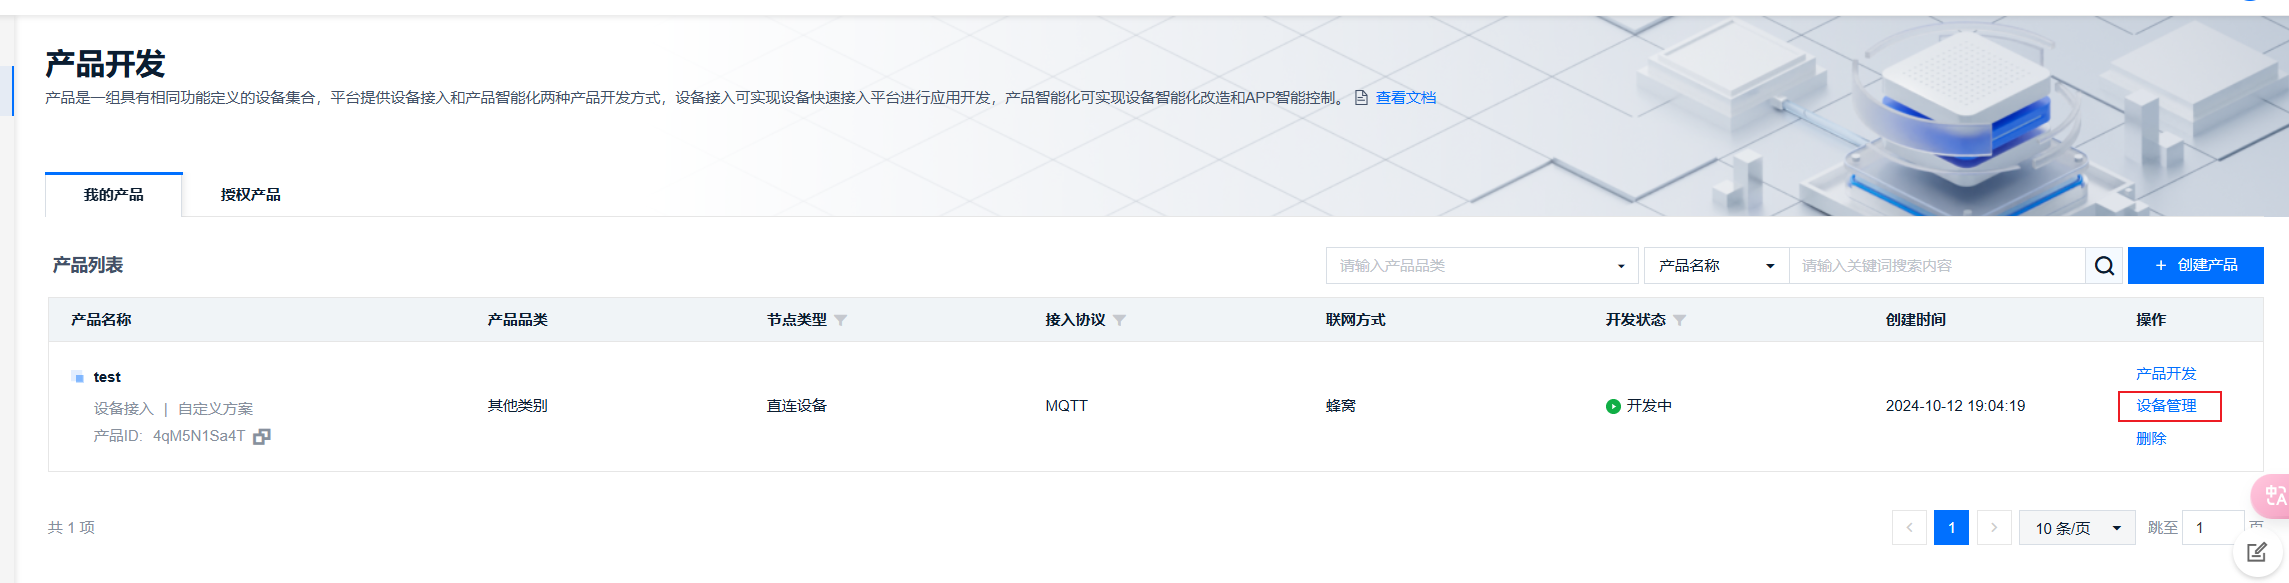 产品开发
产品是一组具有相同功能定义的设备集合，平台提供设备接入和产品智能化两种产品开发方式，设备接入可实现设备快速接入平台进行应用开发，产品智能化可实现设备智能化改造和APP智能控制。 查看文档
我的产品 授权产品
产品列表 请输入产品品类 产品名称 请输入关键词搜索内容 + 创建产品
产品名称 产品品类 节点类型 接入协议 联网方式 开发状态 创建时间 操作
test 产品开发
设备接入 | 自定义方案 其他类别 直连设备 MQTT 蜂窝 开发中 2024-10-12 19:04:19 设备管理
产品ID: 4qM5N1Sa4T 删除
共 1 项 < 1 > 10 条/页 跳至 1 页
中A